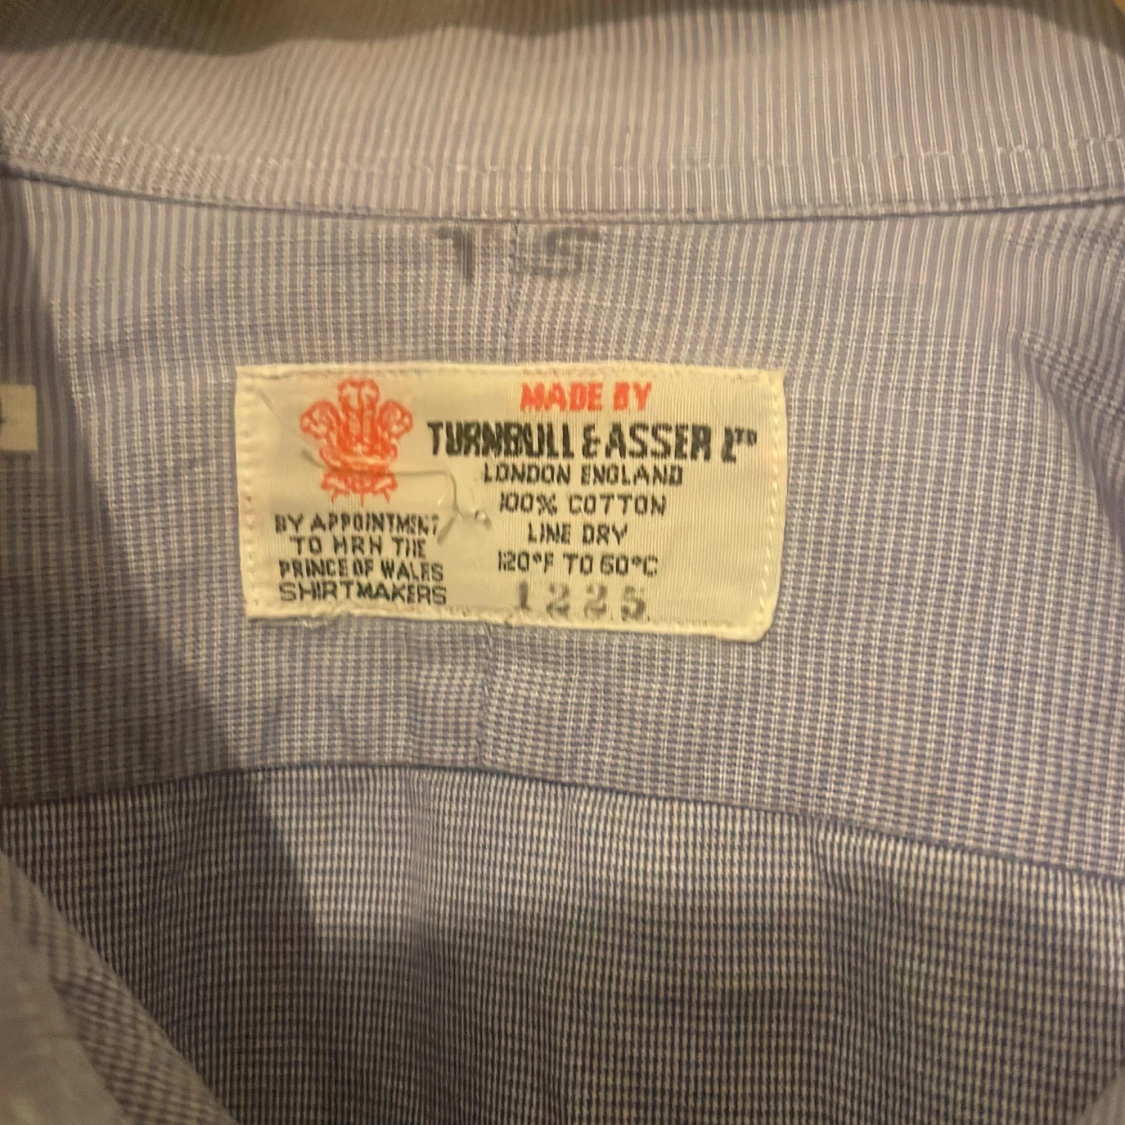 MADE BY
TURNBULL & ASSER LTD
LONDON ENGLAND
100% COTTON
LINE DRY
120°F TO 60°C
1225
BY APPOINTMENT
TO HRH THE
PRINCE OF WALES
SHIRTMAKERS